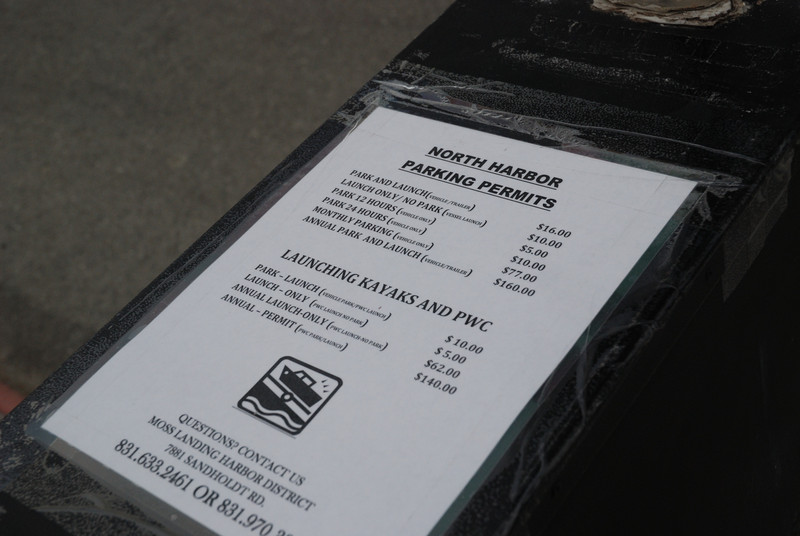 NORTH HARBOR
PARKING PERMITS
PARK AND LAUNCH(VEHICLE /TRAILER) $16.00
LAUNCH ONLY/ NO PARK (VESSEL LAUNCH) $10.00
PARK 12 HOURS (VEHICLE ONLY) $5.00
PARK 24 HOURS (VEHICLE ONLY) $10.00
MONTHLY PARKING (VEHICLE ONLY) $77.00
ANNUAL PARK AND LAUNCH (VEHICLE/TRAILER) $160.00
LAUNCHING KAYAKS AND PWC
PARK – LAUNCH (VEHICLE PARK/PWC LAUNCH) $ 10.00
LAUNCH – ONLY (PWC LAUNCH NO PARK) $ 5.00
ANNUAL LAUNCH-ONLY (PWC LAUNCH-NO PARK) $62.00
ANNUAL – PERMIT (PWC PARK/LAUNCH) $140.00
QUESTIONS? CONTACT US
MOSS LANDING HARBOR DISTRICT
7881 SANDHOLDT RD.
831.633.2461 OR 831.970